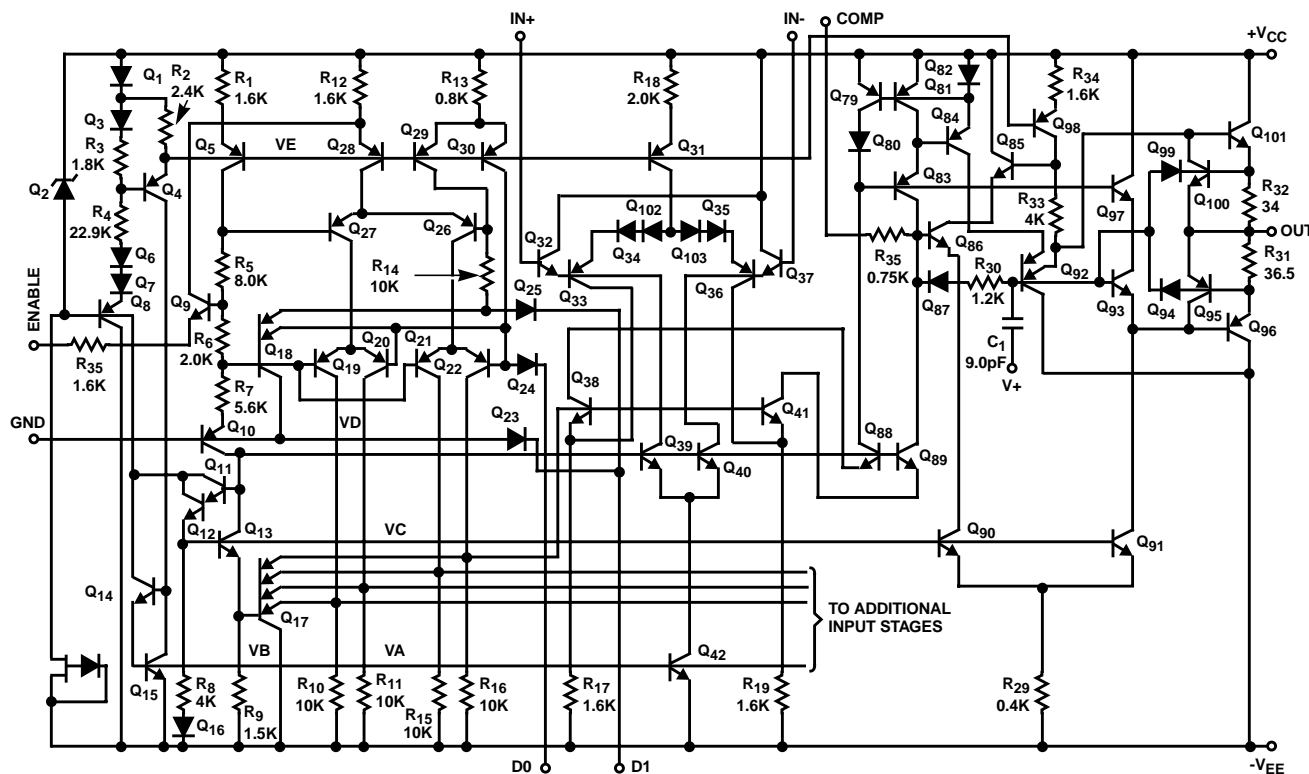 IN+
IN-
COMP
+VCC
Q1
R2
2.4K
R1
1.6K
R12
1.6K
R13
0.8K
R18
2.0K
Q82
Q81
Q79
R34
1.6K
Q3
R3
1.8K
Q5
VE
Q28
Q29
Q30
Q31
Q84
Q85
Q98
Q101
Q80
Q99
Q2
Q4
Q83
Q97
Q100
R32
34
R4
22.9K
Q27
Q26
Q102
Q35
Q32
Q34
Q103
Q37
R33
4K
OUT
Q6
Q7
Q8
R5
8.0K
R14
10K
Q33
Q36
R35
0.75K
Q86
R30
1.2K
Q92
R31
36.5
ENABLE
Q9
Q25
Q87
Q93
Q94
Q95
Q96
R35
1.6K
R6
2.0K
Q18
Q20
Q19
Q21
Q22
Q24
C1
9.0pF
V+
R7
5.6K
Q38
GND
Q10
VD
Q23
Q41
Q39
Q40
Q88
Q89
Q11
Q12
Q13
VC
Q90
Q91
Q14
Q17
TO ADDITIONAL
INPUT STAGES
VB
VA
Q42
Q15
R8
4K
R9
1.5K
R10
10K
R11
10K
R15
10K
R16
10K
R17
1.6K
R19
1.6K
R29
0.4K
Q16
D0
D1
-VEE